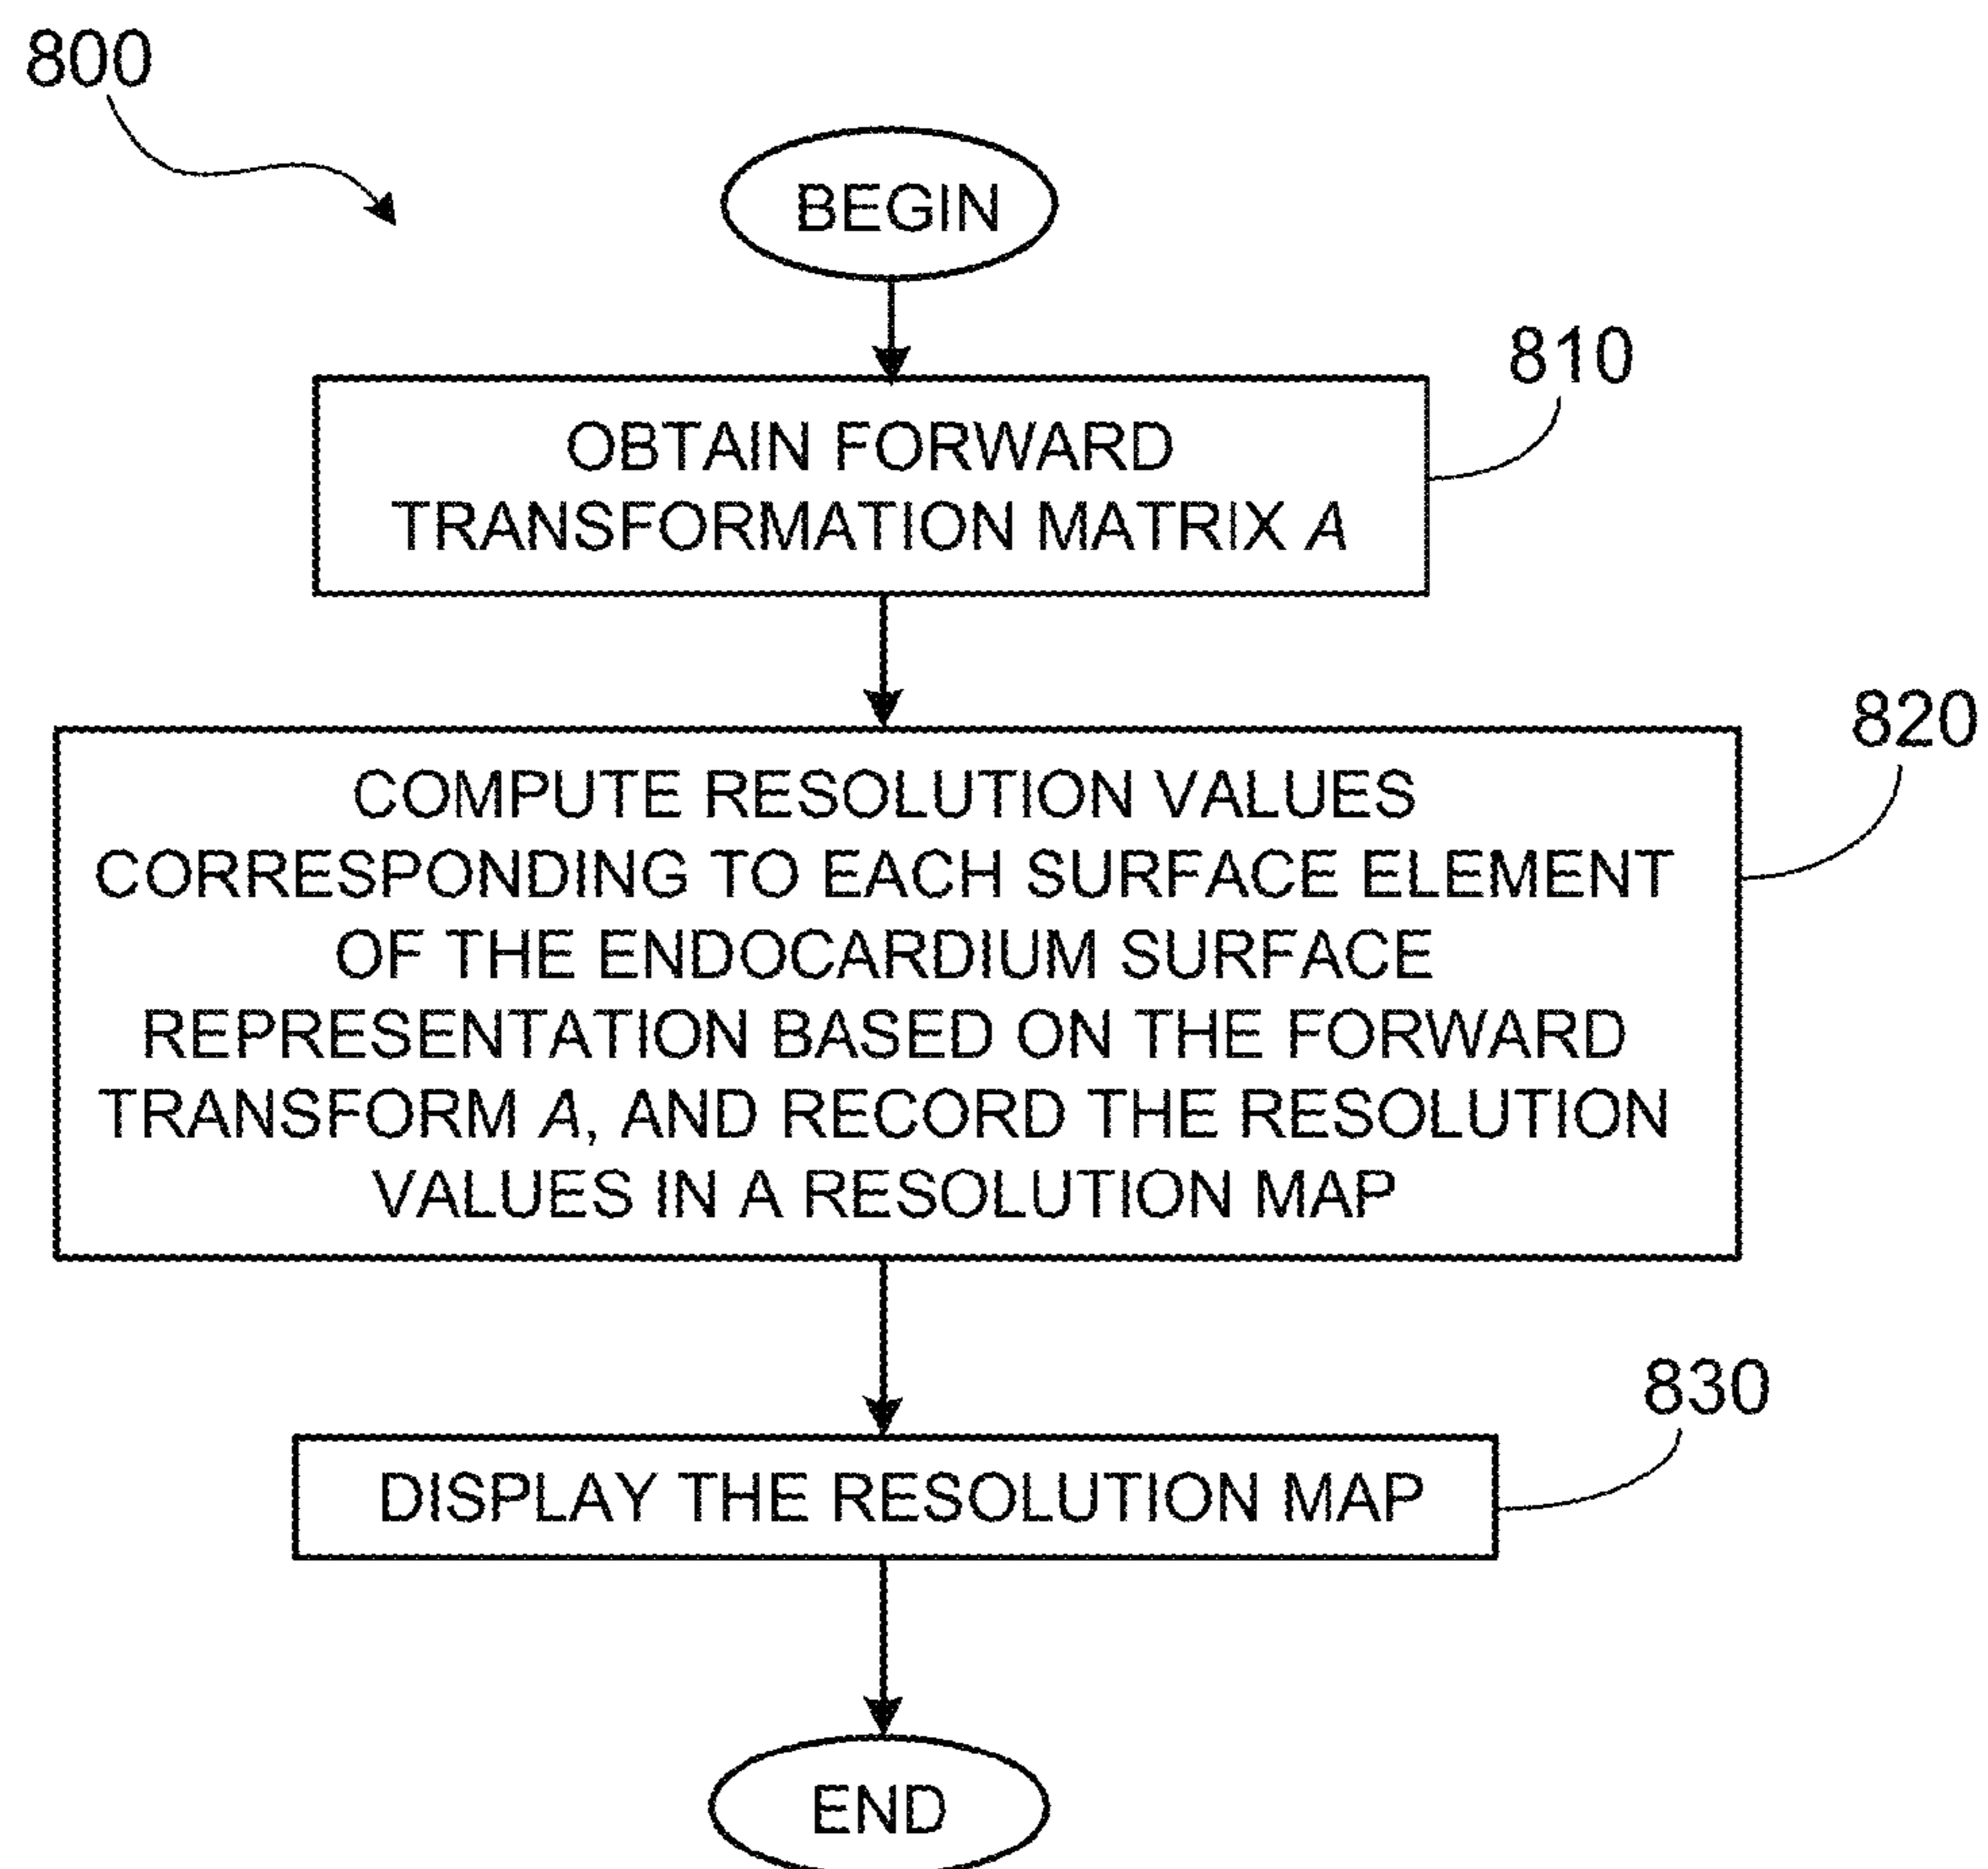 800
BEGIN
810
OBTAIN FORWARD
TRANSFORMATION MATRIX A
820
COMPUTE RESOLUTION VALUES
CORRESPONDING TO EACH SURFACE ELEMENT
OF THE ENDOCARDIUM SURFACE
REPRESENTATION BASED ON THE FORWARD
TRANSFORM A, AND RECORD THE RESOLUTION
VALUES IN A RESOLUTION MAP
830
DISPLAY THE RESOLUTION MAP
END